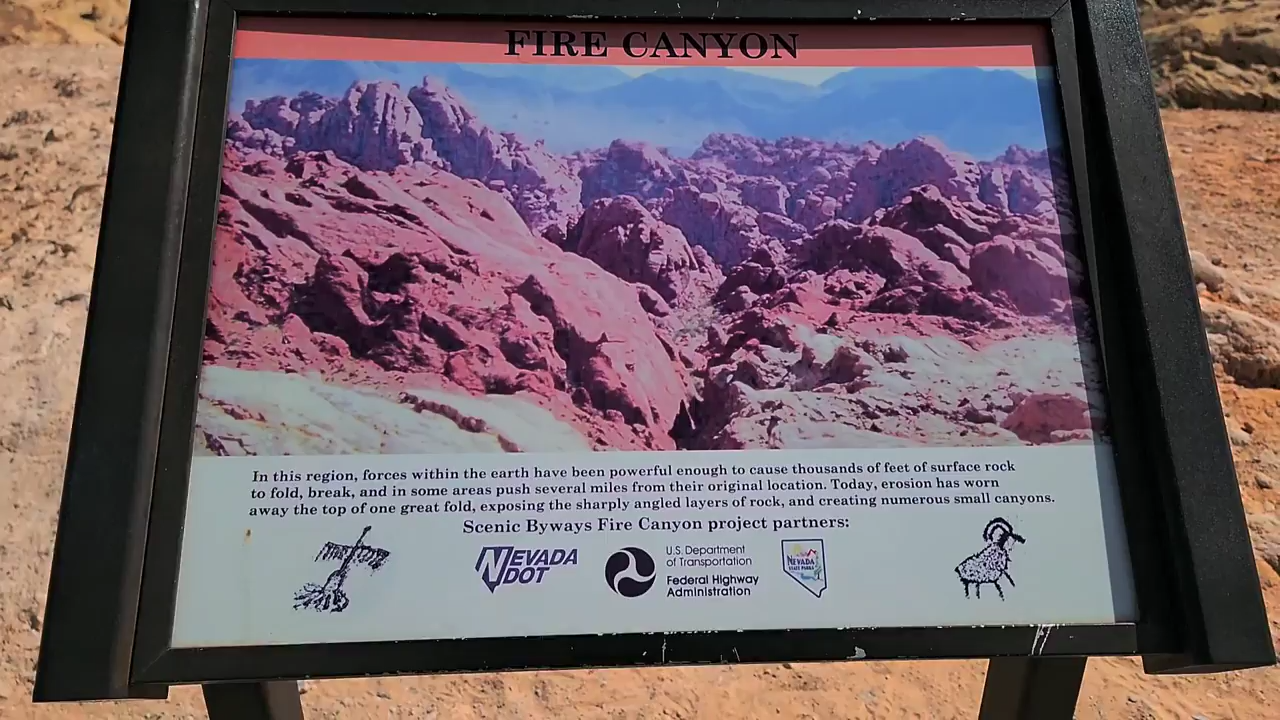 FIRE CANYON
In this region, forces within the earth have been powerful enough to cause thousands of feet of surface rock
to fold, break, and in some areas push several miles from their original location. Today, erosion has worn
away the top of one great fold, exposing the sharply angled layers of rock, and creating numerous small canyons.
Scenic Byways Fire Canyon project partners:
NEVADA
DOT
U.S. Department
of Transportation
Federal Highway
Administration
NEVADA
STATE PARKS